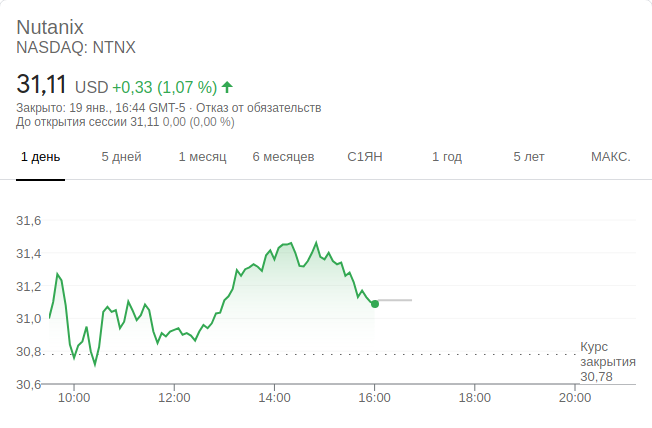 Nutanix
NASDAQ: NTNX
31,11 USD +0,33 (1,07 %)
Закрыто: 19 янв., 16:44 GMT-5 · Отказ от обязательств
До открытия сессии 31,11 0,00 (0,00 %)
1 день 5 дней 1 месяц 6 месяцев С1ЯН 1 год 5 лет МАКС.
31,6
31,4
31,2
31,0
30,8
Курс
закрытия
30,78
30,6
10:00 12:00 14:00 16:00 18:00 20:00